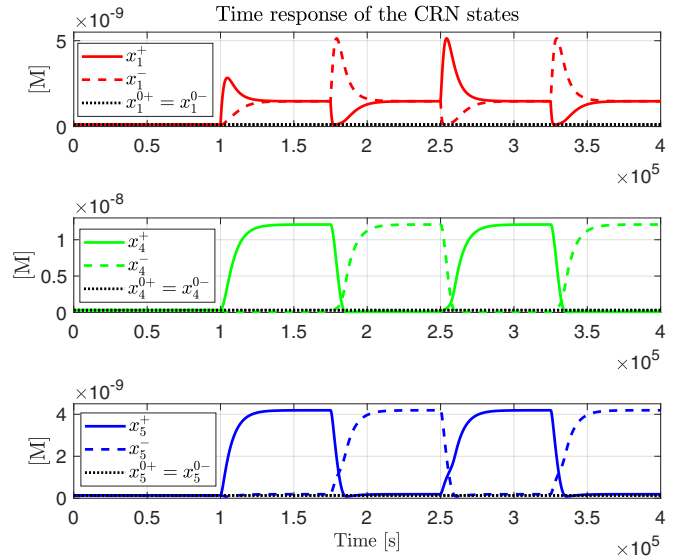 Time response of the CRN states
×10⁻⁹
[M]
5
0
x₁⁺
x₁⁻
x₁⁰⁺ = x₁⁰⁻
0 0.5 1 1.5 2 2.5 3 3.5 4
×10⁵
×10⁻⁸
[M]
1
0.5
0
x₄⁺
x₄⁻
x₄⁰⁺ = x₄⁰⁻
0 0.5 1 1.5 2 2.5 3 3.5 4
×10⁵
×10⁻⁹
[M]
4
2
0
x₅⁺
x₅⁻
x₅⁰⁺ = x₅⁰⁻
0 0.5 1 1.5 2 2.5 3 3.5 4
Time [s]
×10⁵